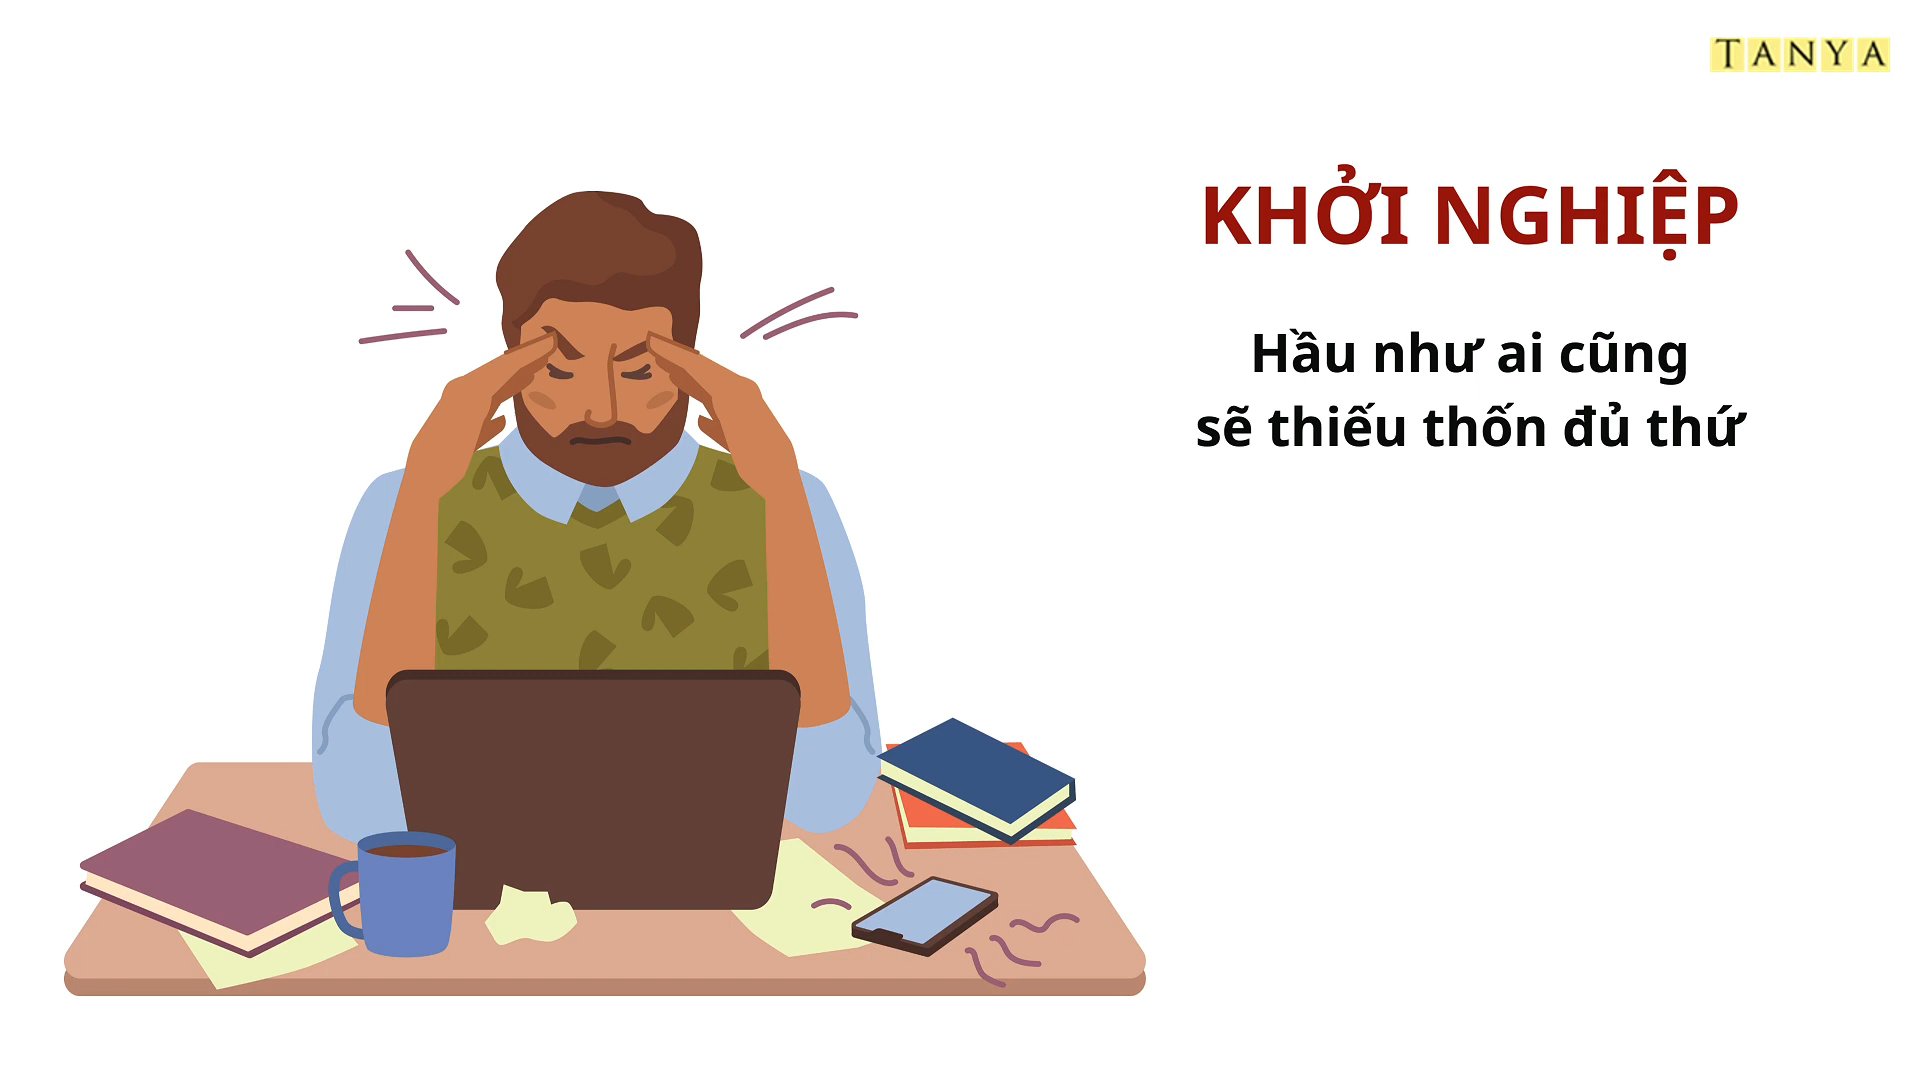 TANYA
KHỞI NGHIỆP
Hầu như ai cũng
sẽ thiếu thốn đủ thứ